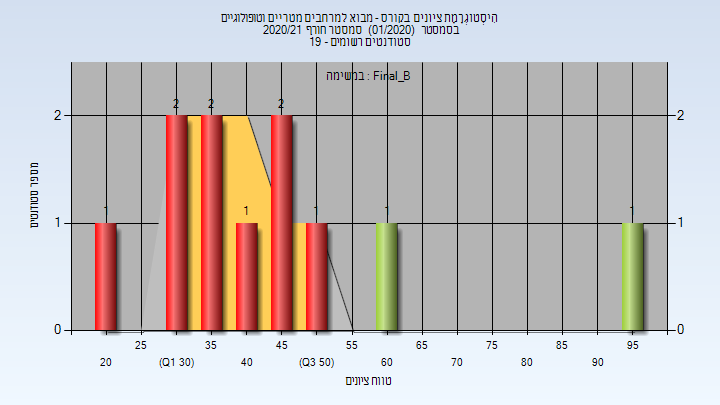 הִיסְטוֹגְרָמַת ציונים בקורס - מבוא למרחבים מטריים וטופולוגיים
בסמסטר (01/2020) סמסטר חורף 2020/21
סטודנטים רשומים - 19
במשימה : Final_B
2 2 2
2 2
מספר סטודנטים
1 1 1 1 1
1 1
0 0
25 35 45 55 65 75 85 95
20 (Q1 30) 40 (Q3 50) 60 70 80 90
טווח ציונים